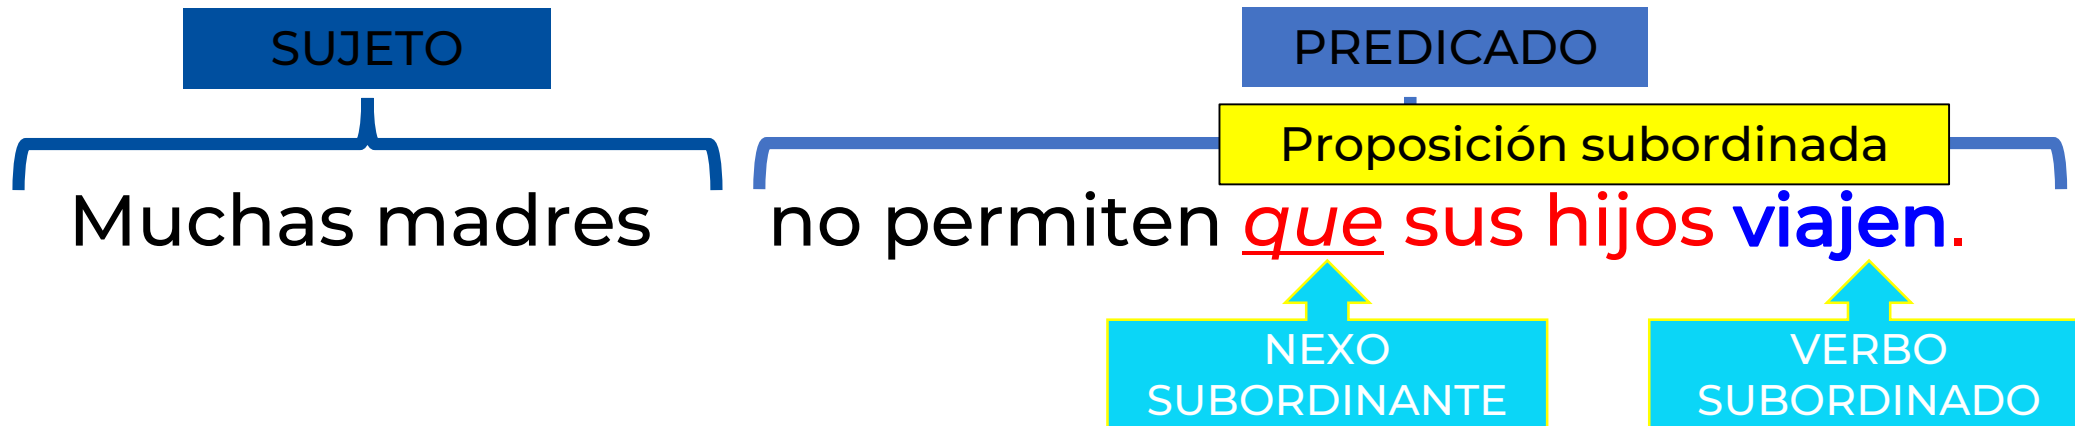 SUJETO
PREDICADO
Proposición subordinada
Muchas madres no permiten que sus hijos viajen.
NEXO
SUBORDINANTE
VERBO
SUBORDINADO